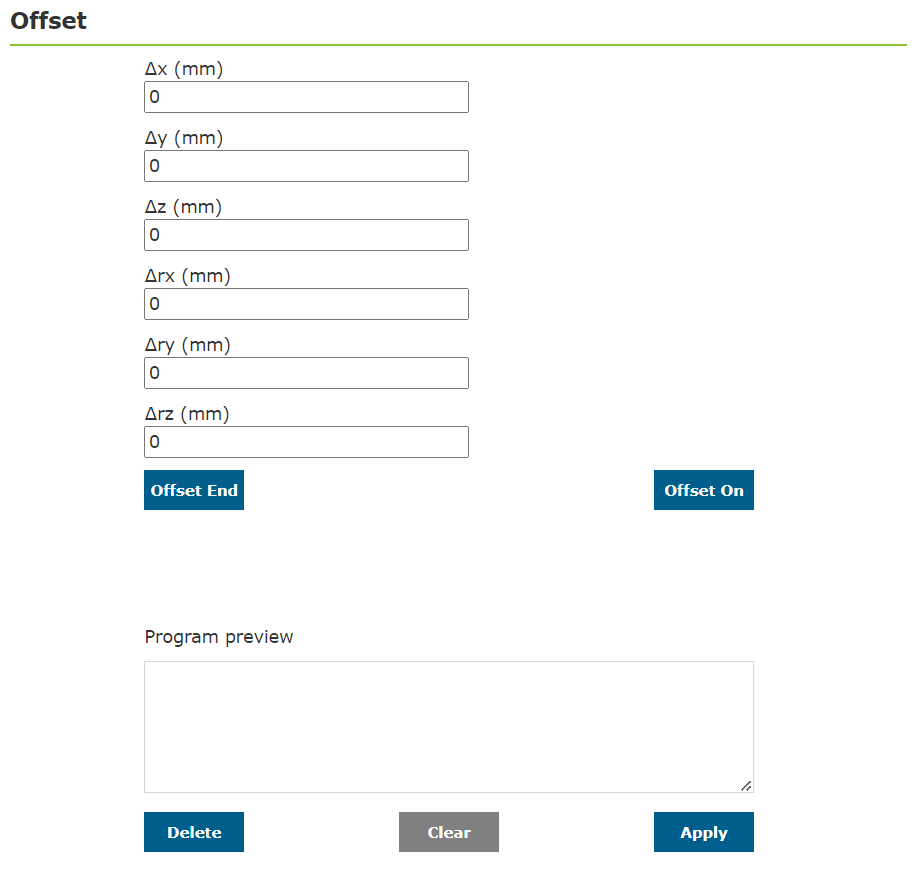 Offset
Δx (mm)
0
Δy (mm)
0
Δz (mm)
0
Δrx (mm)
0
Δry (mm)
0
Δrz (mm)
0
Offset End
Offset On
Program preview
Delete
Clear
Apply